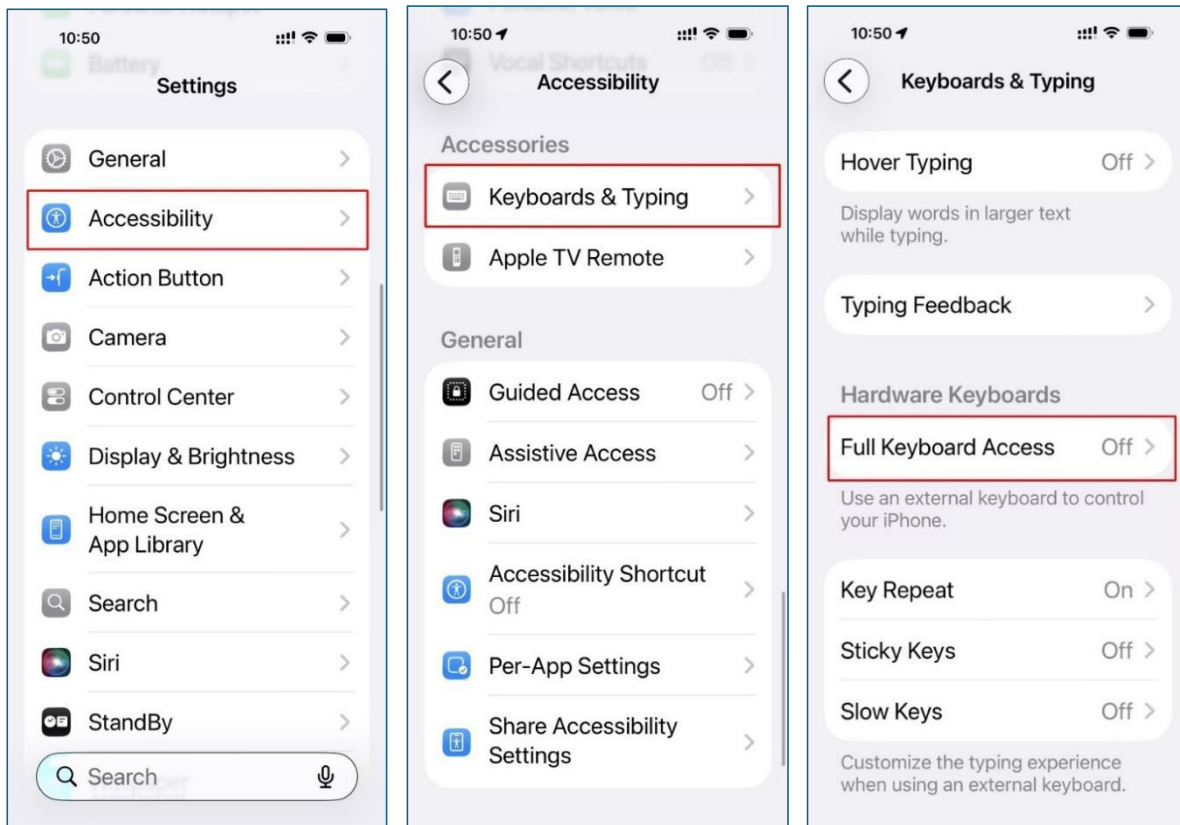 10:50
Battery
Settings
General
Accessibility
Action Button
Camera
Control Center
Display & Brightness
Home Screen &
App Library
Search
Siri
StandBy
Search
10:50
Vocal Shortcuts Off
Accessibility
Accessories
Keyboards & Typing
Apple TV Remote
General
Guided Access Off
Assistive Access
Siri
Accessibility Shortcut
Off
Per-App Settings
Share Accessibility
Settings
10:50
Keyboards & Typing
Hover Typing Off
Display words in larger text
while typing.
Typing Feedback
Hardware Keyboards
Full Keyboard Access Off
Use an external keyboard to control
your iPhone.
Key Repeat On
Sticky Keys Off
Slow Keys Off
Customize the typing experience
when using an external keyboard.